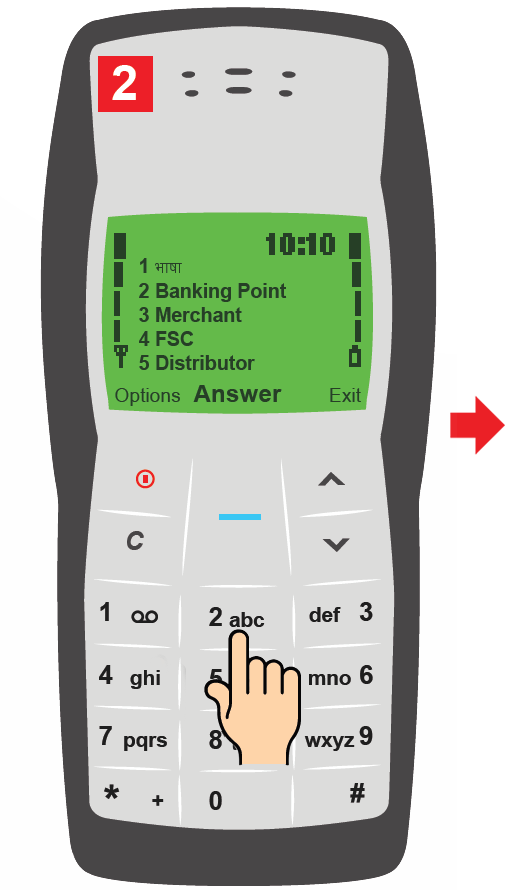 2
10:10
1 भाषा
2 Banking Point
3 Merchant
4 FSC
5 Distributor
Options Answer Exit
C
1 2 abc def 3
4 ghi 5 mno 6
7 pqrs 8 wxyz 9
* + 0 #